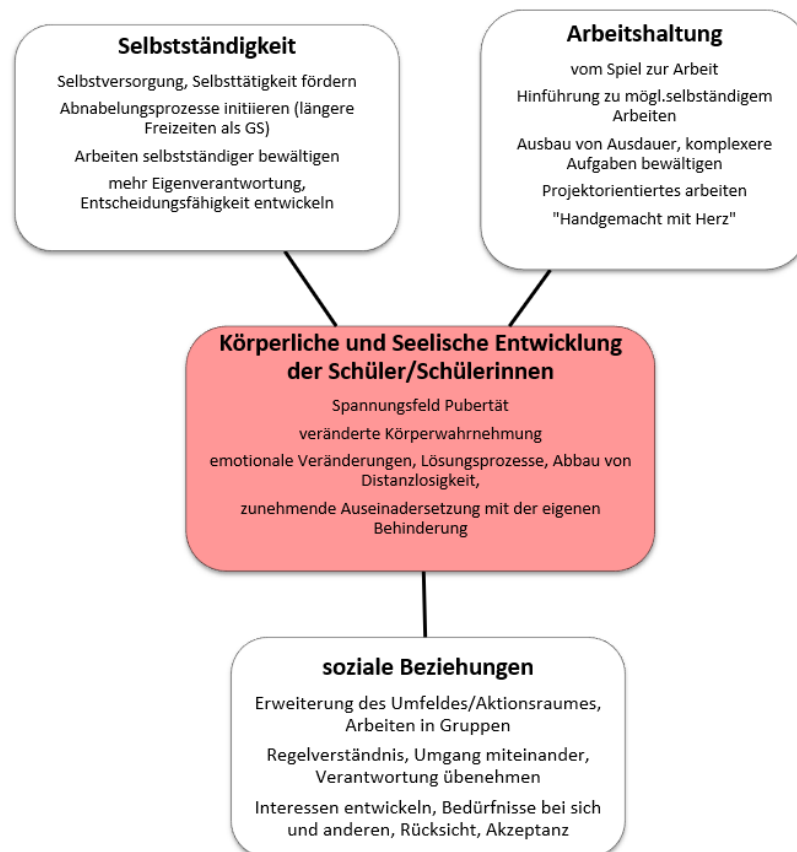 Selbstständigkeit
Selbstversorgung, Selbsttätigkeit fördern
Abnabelungsprozesse initiieren (längere
Freizeiten als GS)
Arbeiten selbstständiger bewältigen
mehr Eigenverantwortung,
Entscheidungsfähigkeit entwickeln
Arbeitshaltung
vom Spiel zur Arbeit
Hinführung zu mögl.selbständigem
Arbeiten
Ausbau von Ausdauer, komplexere
Aufgaben bewältigen
Projektorientiertes arbeiten
"Handgemacht mit Herz"
Körperliche und Seelische Entwicklung
der Schüler/Schülerinnen
Spannungsfeld Pubertät
veränderte Körperwahrnehmung
emotionale Veränderungen, Lösungsprozesse, Abbau von
Distanzlosigkeit,
zunehmende Auseinadersetzung mit der eigenen
Behinderung
soziale Beziehungen
Erweiterung des Umfeldes/Aktionsraumes,
Arbeiten in Gruppen
Regelverständnis, Umgang miteinander,
Verantwortung übenehmen
Interessen entwickeln, Bedürfnisse bei sich
und anderen, Rücksicht, Akzeptanz